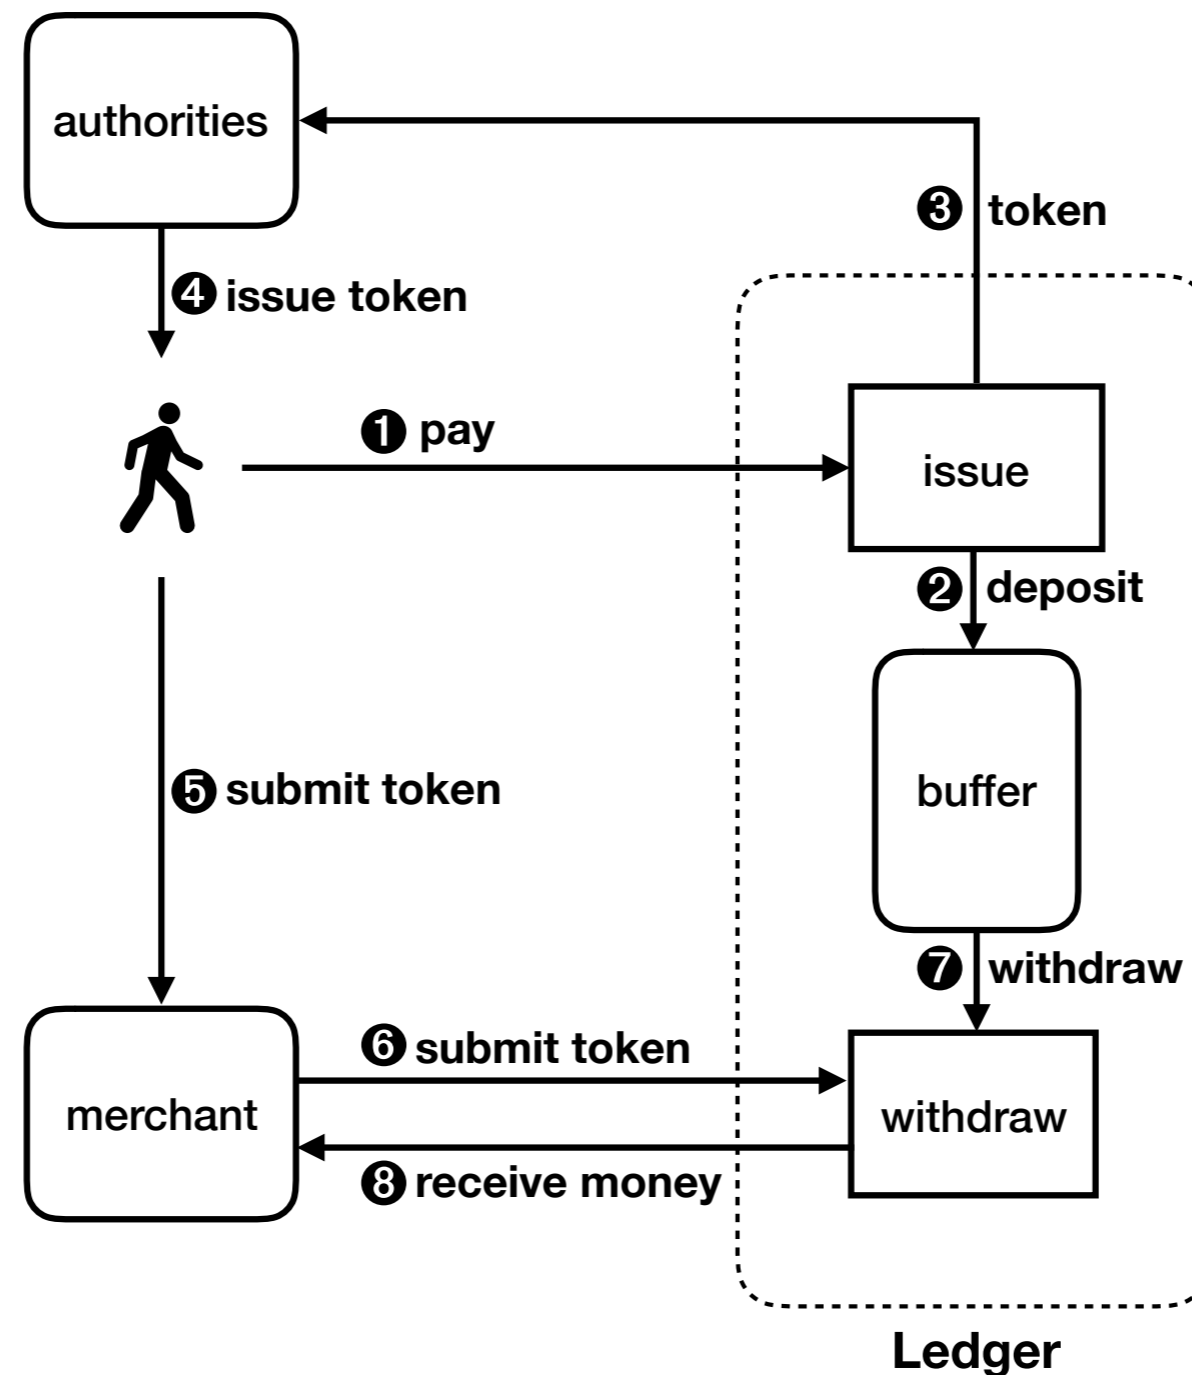 authorities
❸ token
❹ issue token
❶ pay
issue
❷ deposit
buffer
❺ submit token
❼ withdraw
❻ submit token
merchant
withdraw
❽ receive money
Ledger